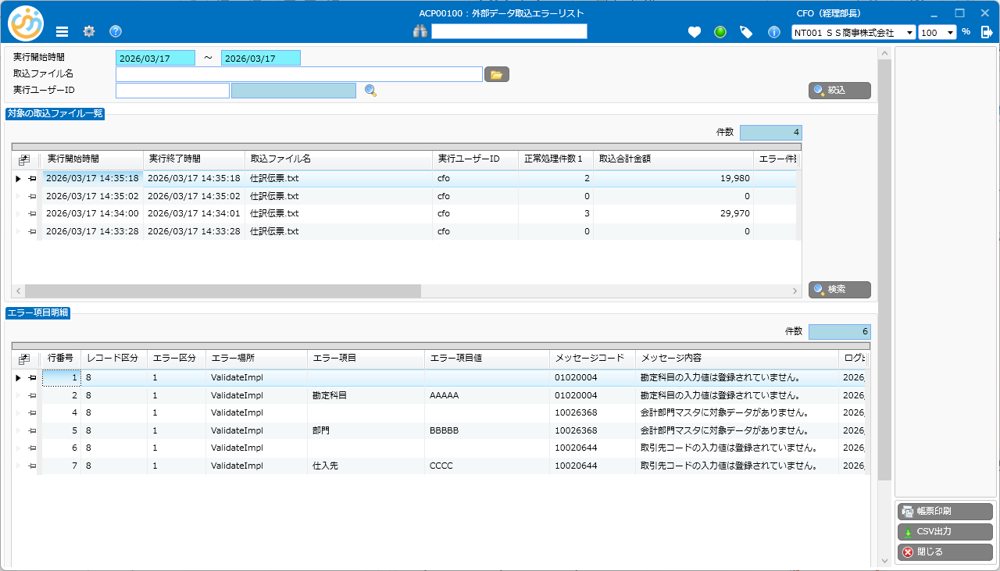 ACP00100：外部データ取込エラーリスト
CFO（経理部長）
NT001 ＳＳ商事株式会社 100 %
実行開始時間 2026/03/17 ～ 2026/03/17
取込ファイル名
実行ユーザーID
絞込
対象の取込ファイル一覧
件数 4
実行開始時間 実行終了時間 取込ファイル名 実行ユーザーID 正常処理件数１ 取込合計金額 エラー件
2026/03/17 14:35:18 2026/03/17 14:35:18 仕訳伝票.txt cfo 2 19,980
2026/03/17 14:35:02 2026/03/17 14:35:02 仕訳伝票.txt cfo 0 0
2026/03/17 14:34:00 2026/03/17 14:34:01 仕訳伝票.txt cfo 3 29,970
2026/03/17 14:33:28 2026/03/17 14:33:28 仕訳伝票.txt cfo 0 0
検索
エラー項目明細
件数 6
行番号 レコード区分 エラー区分 エラー場所 エラー項目 エラー項目値 メッセージコード メッセージ内容 ログ
1 8 1 ValidateImpl 01020004 勘定科目の入力値は登録されていません。 2026
2 8 1 ValidateImpl 勘定科目 AAAAA 01020004 勘定科目の入力値は登録されていません。 2026
4 8 1 ValidateImpl 10026368 会計部門マスタに対象データがありません。 2026
5 8 1 ValidateImpl 部門 BBBBB 10026368 会計部門マスタに対象データがありません。 2026
6 8 1 ValidateImpl 10020644 取引先コードの入力値は登録されていません。 2026
7 8 1 ValidateImpl 仕入先 CCCC 10020644 取引先コードの入力値は登録されていません。 2026
帳票印刷
CSV出力
閉じる